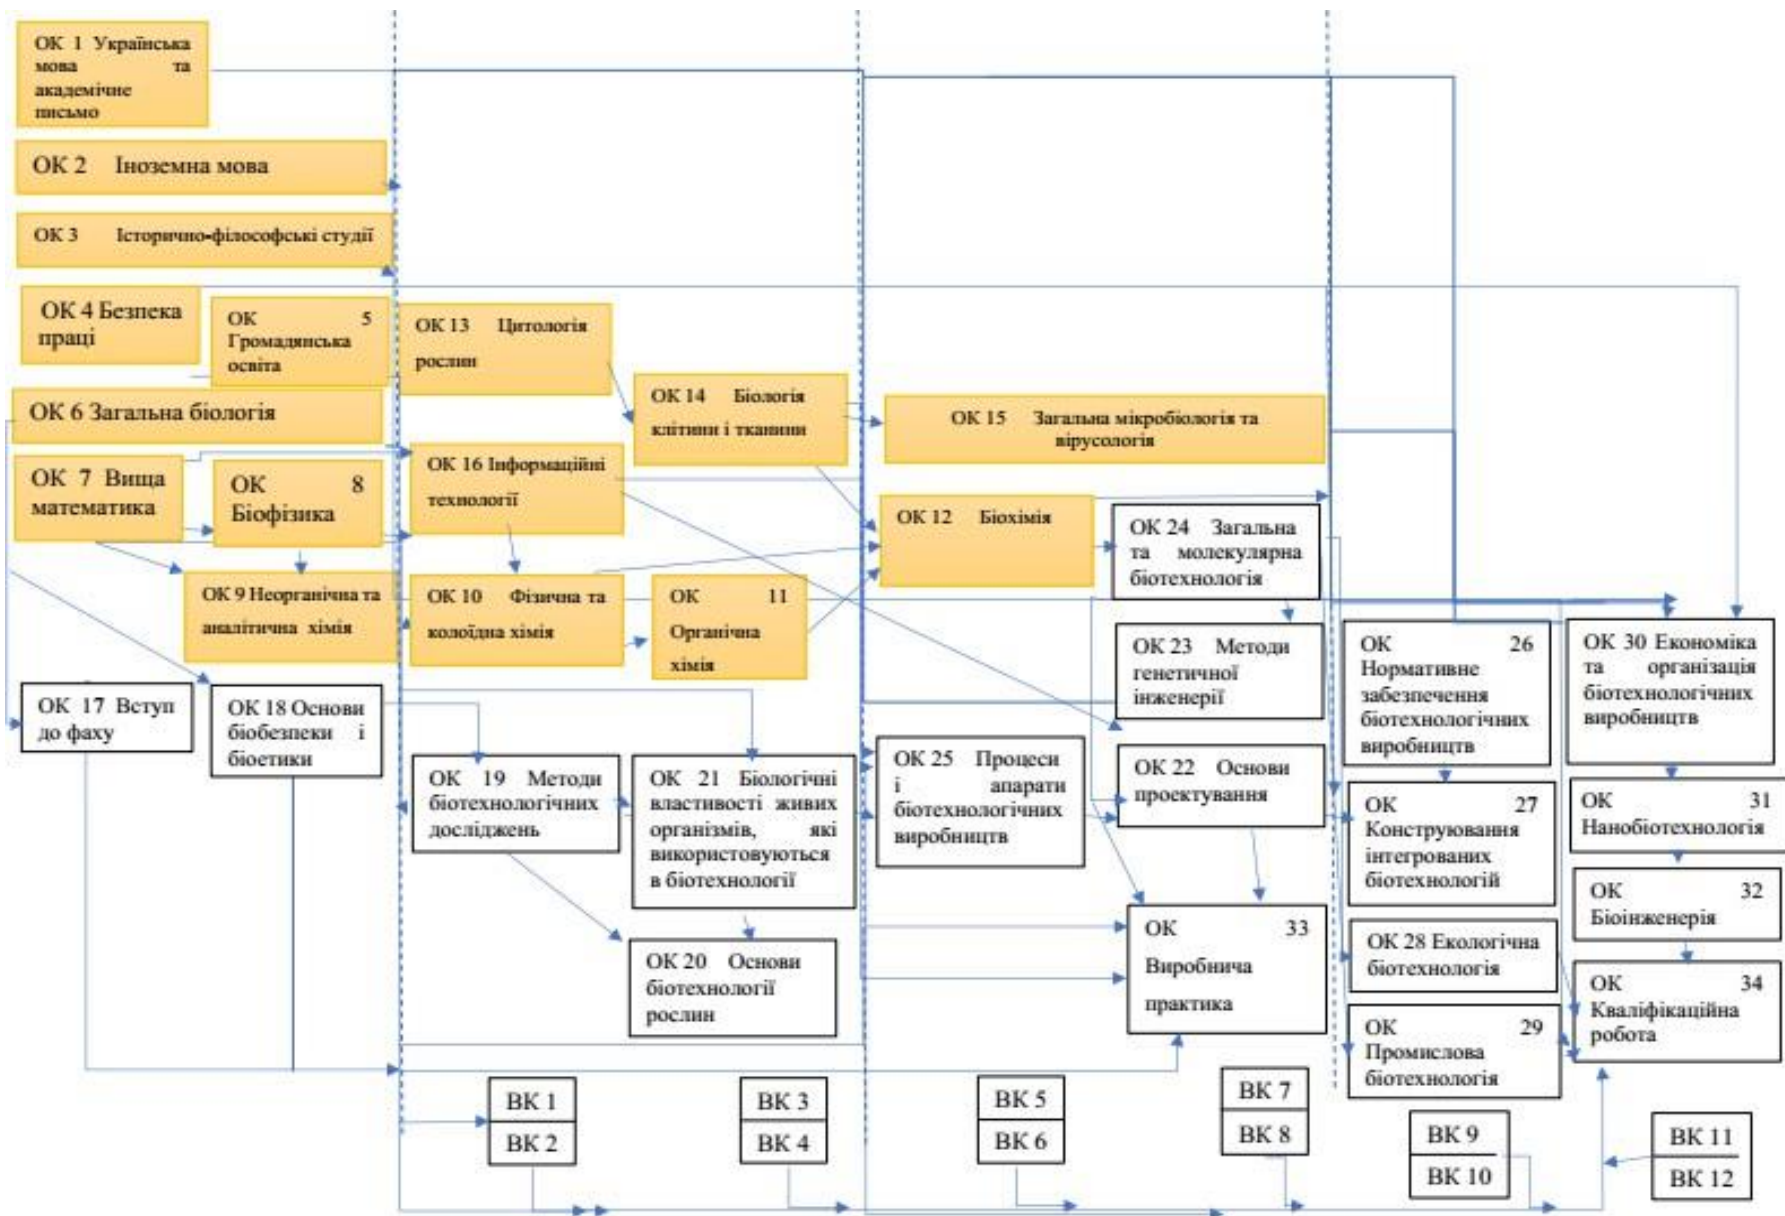 ОК 1 Українська
мова та
академічне
письмо
ОК 2 Іноземна мова
ОК 3 Історично-філософські студії
ОК 4 Безпека
праці
ОК 5
Громадянська
освіта
ОК 6 Загальна біологія
ОК 7 Вища
математика
ОК 8
Біофізика
ОК 9 Неорганічна та
аналітична хімія
ОК 17 Вступ
до фаху
ОК 18 Основи
біобезпеки і
біоетики
ОК 13 Цитологія
рослин
ОК 14 Біологія
клітини і тканини
ОК 16 Інформаційні
технології
ОК 10 Фізична та
колоїдна хімія
ОК 11
Органічна
хімія
ОК 19 Методи
біотехнологічних
досліджень
ОК 21 Біологічні
властивості живих
організмів, які
використовуються
в біотехнології
ОК 20 Основи
біотехнології
рослин
ОК 15 Загальна мікробіологія та
вірусологія
ОК 12 Біохімія
ОК 24 Загальна
та молекулярна
біотехнологія
ОК 23 Методи
генетичної
інженерії
ОК 25 Процеси
і апарати
біотехнологічних
виробництв
ОК 22 Основи
проектування
ОК 33
Виробнича
практика
ОК 26
Нормативне
забезпечення
біотехнологічних
виробництв
ОК 27
Конструювання
інтегрованих
біотехнологій
ОК 28 Екологічна
біотехнологія
ОК 29
Промислова
біотехнологія
ОК 30 Економіка
та організація
біотехнологічних
виробництв
ОК 31
Нанобіотехнологія
ОК 32
Біоінженерія
ОК 34
Кваліфікаційна
робота
ВК 1
ВК 2
ВК 3
ВК 4
ВК 5
ВК 6
ВК 7
ВК 8
ВК 9
ВК 10
ВК 11
ВК 12